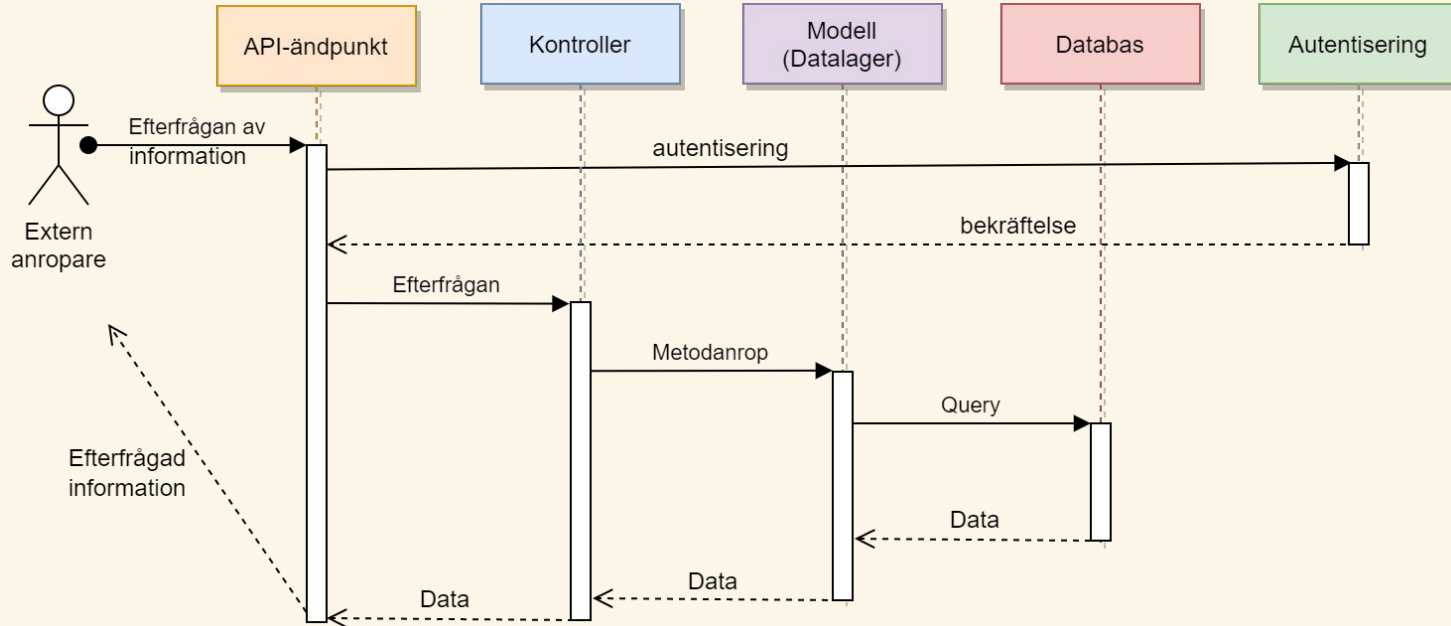 API-ändpunkt
Kontroller
Modell
(Datalager)
Databas
Autentisering
Efterfrågan av
information
autentisering
Extern
anropare
bekräftelse
Efterfrågan
Metodanrop
Query
Efterfrågad
information
Data
Data
Data